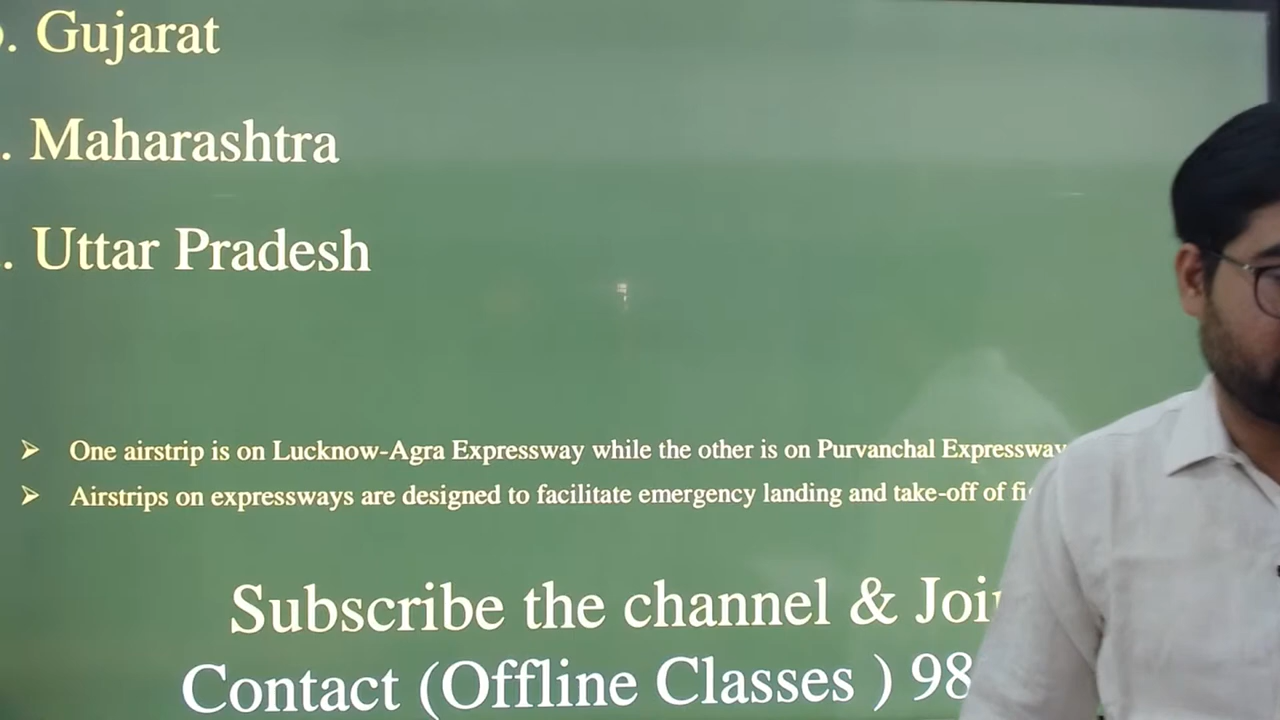 . Gujarat
. Maharashtra
. Uttar Pradesh
➢ One airstrip is on Lucknow-Agra Expressway while the other is on Purvanchal Expressway
➢ Airstrips on expressways are designed to facilitate emergency landing and take-off of
Subscribe the channel &
Contact (Offline Classes ) 98